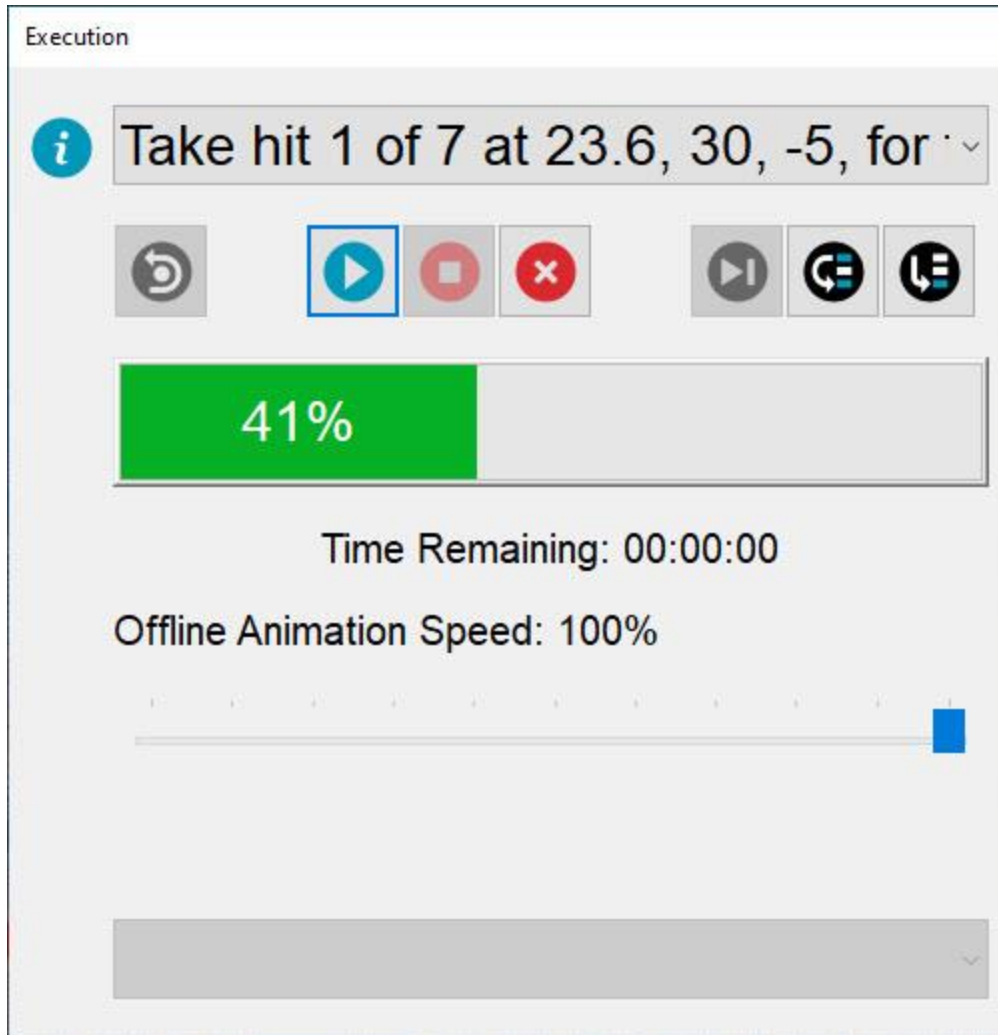 Execution
i Take hit 1 of 7 at 23.6, 30, -5, for
41%
Time Remaining: 00:00:00
Offline Animation Speed: 100%